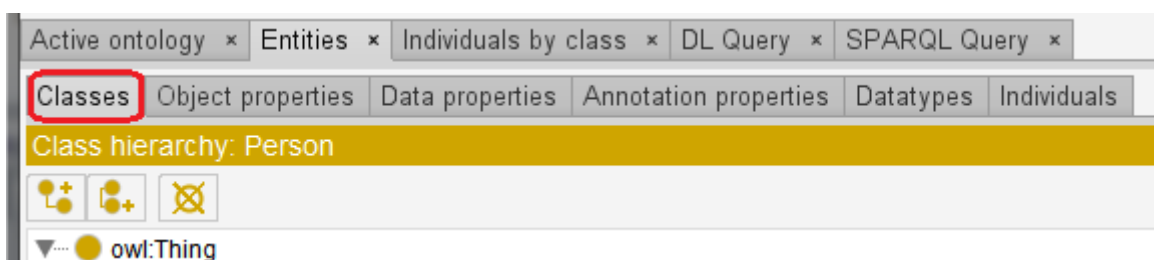 Active ontology × Entities × Individuals by class × DL Query × SPARQL Query ×
Classes Object properties Data properties Annotation properties Datatypes Individuals
Class hierarchy: Person
owl:Thing